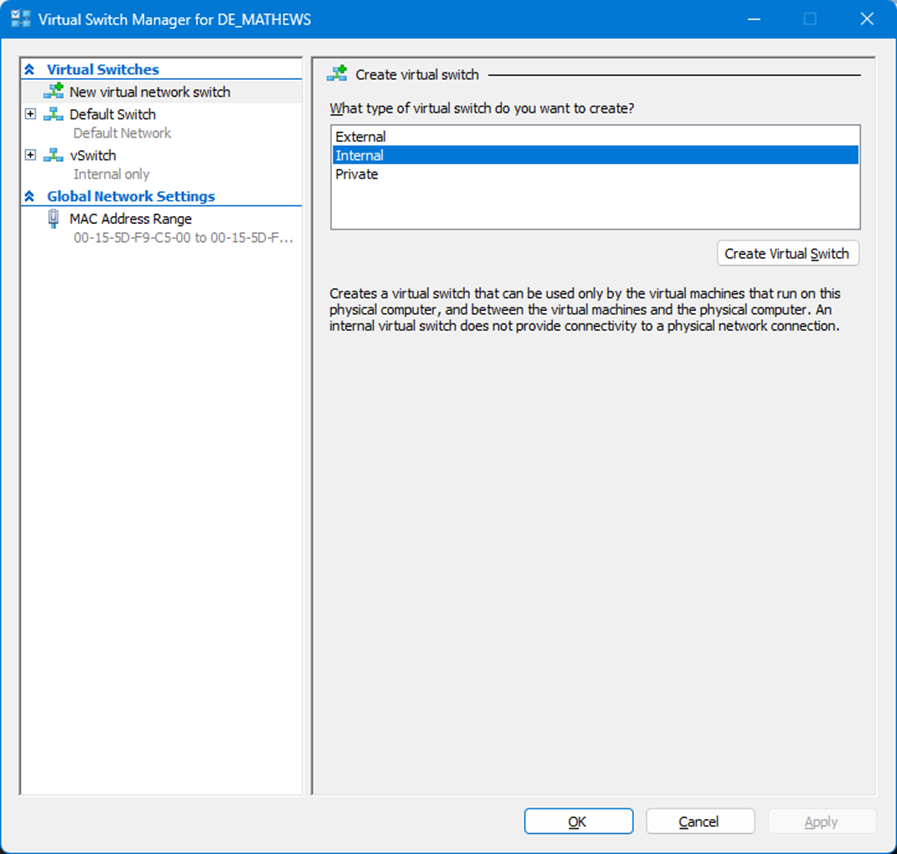 Virtual Switch Manager for DE_MATHEWS
Virtual Switches
New virtual network switch
Default Switch
Default Network
vSwitch
Internal only
Global Network Settings
MAC Address Range
00-15-5D-F9-C5-00 to 00-15-5D-F...
Create virtual switch
What type of virtual switch do you want to create?
External
Internal
Private
Create Virtual Switch
Creates a virtual switch that can be used only by the virtual machines that run on this
physical computer, and between the virtual machines and the physical computer. An
internal virtual switch does not provide connectivity to a physical network connection.
OK
Cancel
Apply